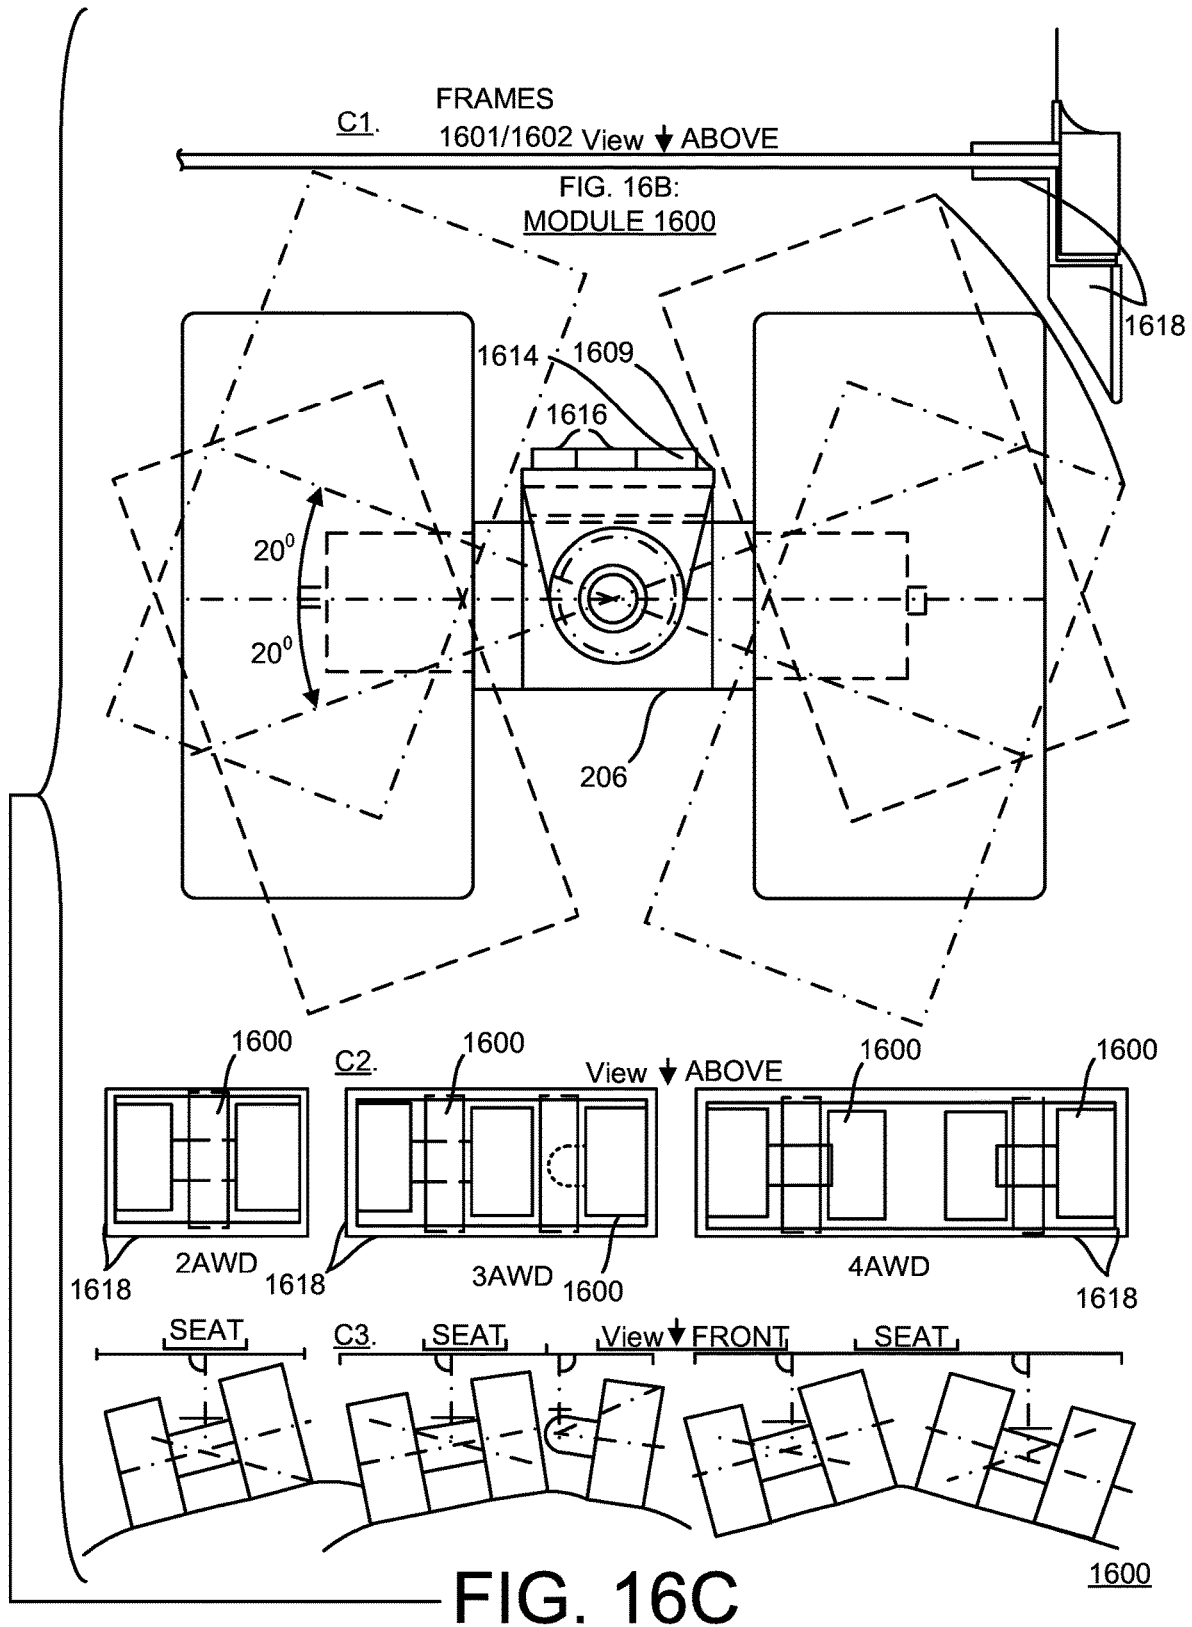 FRAMES
C1. 1601/1602 View ABOVE
FIG. 16B:
MODULE 1600
1618
1614 1609
1616
20⁰
20⁰
206
1600 C2. 1600 View ABOVE 1600 1600
2AWD 3AWD 4AWD
1618 1618 1600 1618
SEAT C3. SEAT View FRONT SEAT
1600
FIG. 16C